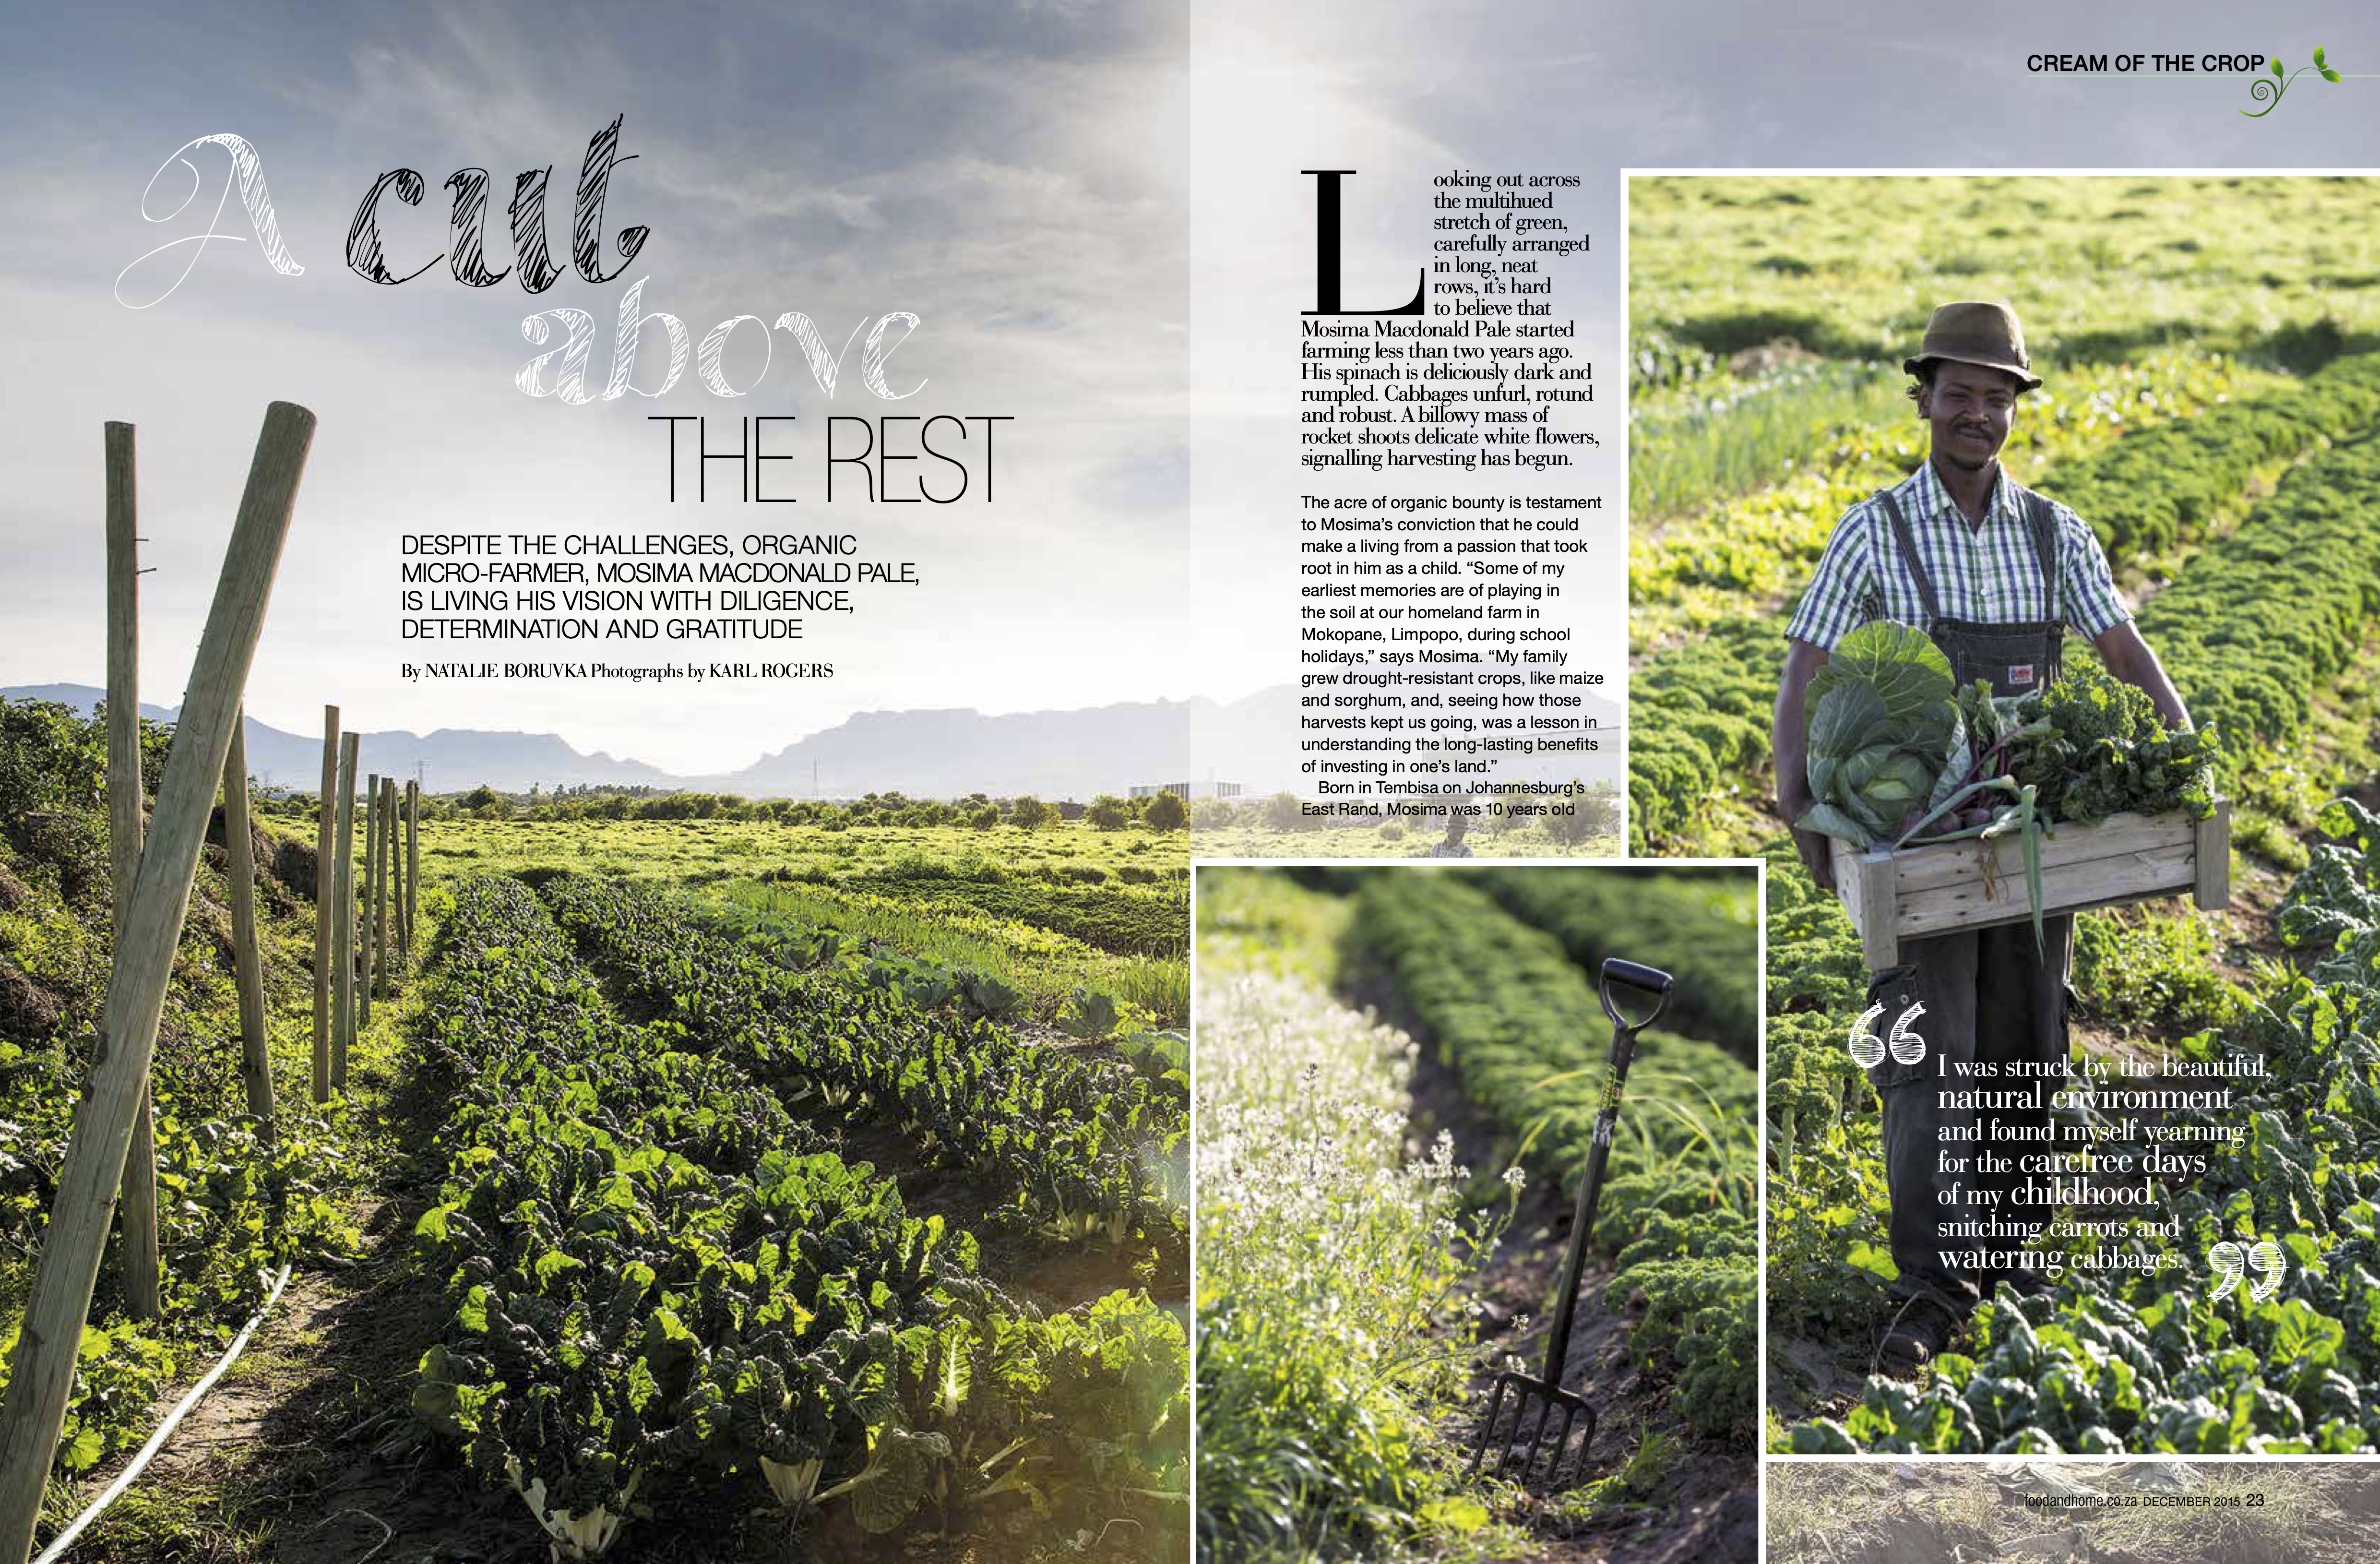 A cut
above
THE REST
DESPITE THE CHALLENGES, ORGANIC
MICRO-FARMER, MOSIMA MACDONALD PALE,
IS LIVING HIS VISION WITH DILIGENCE,
DETERMINATION AND GRATITUDE
By NATALIE BORUVKA Photographs by KARL ROGERS
CREAM OF THE CROP
Looking out across
the multihued
stretch of green,
carefully arranged
in long, neat
rows, it’s hard
to believe that
Mosima Macdonald Pale started
farming less than two years ago.
His spinach is deliciously dark and
rumpled. Cabbages unfurl, rotund
and robust. A billowy mass of
rocket shoots delicate white flowers,
signalling harvesting has begun.
The acre of organic bounty is testament
to Mosima’s conviction that he could
make a living from a passion that took
root in him as a child. “Some of my
earliest memories are of playing in
the soil at our homeland farm in
Mokopane, Limpopo, during school
holidays,” says Mosima. “My family
grew drought-resistant crops, like maize
and sorghum, and, seeing how those
harvests kept us going, was a lesson in
understanding the long-lasting benefits
of investing in one’s land.”
Born in Tembisa on Johannesburg’s
East Rand, Mosima was 10 years old
“I was struck by the beautiful,
natural environment
and found myself yearning
for the carefree days
of my childhood,
snitching carrots and
watering cabbages.”
foodandhome.co.za DECEMBER 2015 23